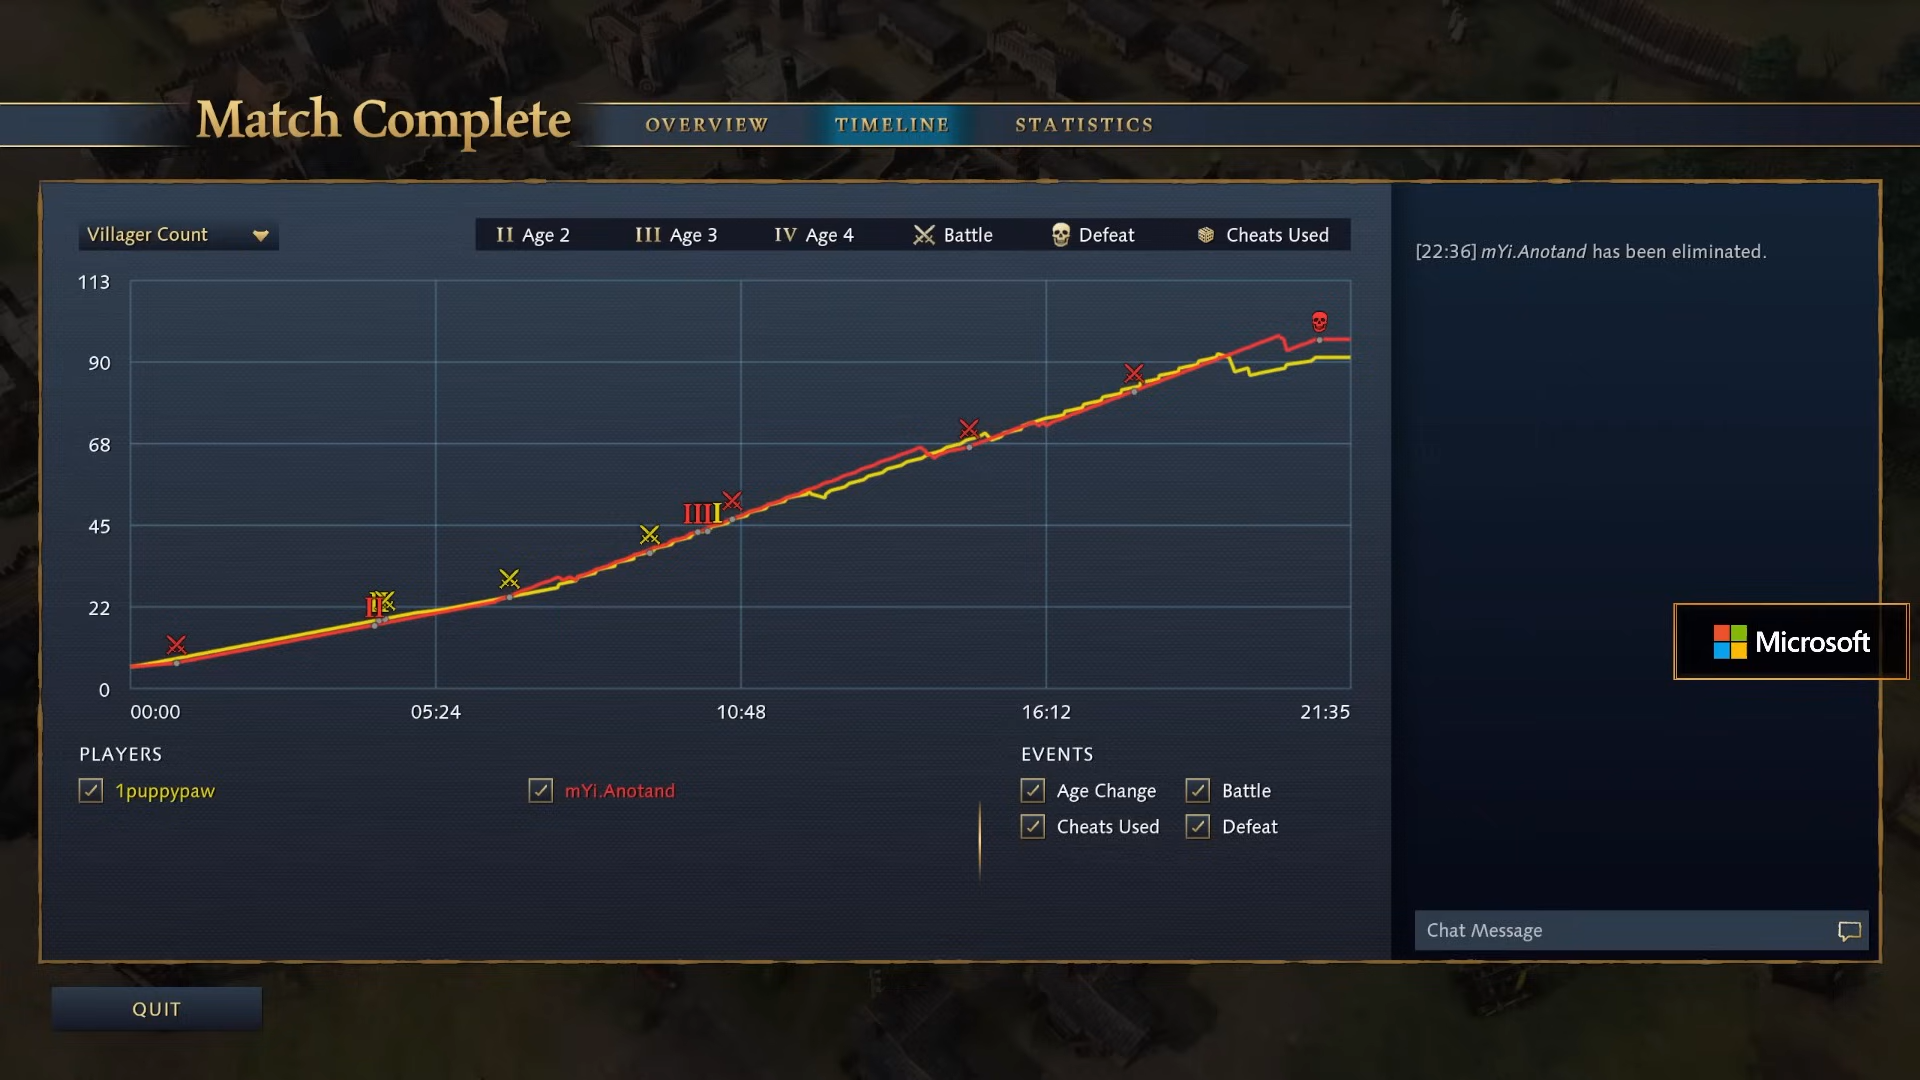 Match Complete
OVERVIEW
TIMELINE
STATISTICS
Villager Count
II Age 2
III Age 3
IV Age 4
Battle
Defeat
Cheats Used
[22:36] mYi.Anotand has been eliminated.
113
90
68
45
22
0
II
III
I
00:00
05:24
10:48
16:12
21:35
PLAYERS
1puppypaw
mYi.Anotand
EVENTS
Age Change
Battle
Cheats Used
Defeat
Microsoft
Chat Message
QUIT